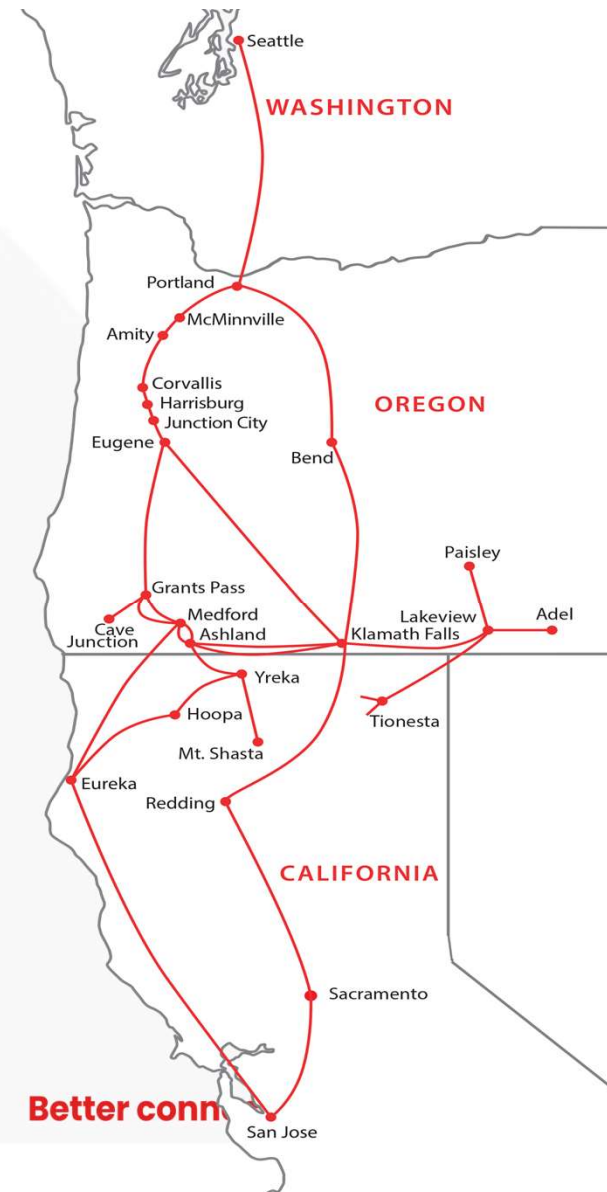 Seattle
WASHINGTON
Portland
McMinnville
Amity
Corvallis
Harrisburg
OREGON
Junction City
Eugene
Bend
Paisley
Grants Pass
Medford
Lakeview
Adel
Cave
Junction
Ashland
Klamath Falls
Yreka
Hoopa
Tionesta
Mt. Shasta
Eureka
Redding
CALIFORNIA
Sacramento
Better conn
San Jose